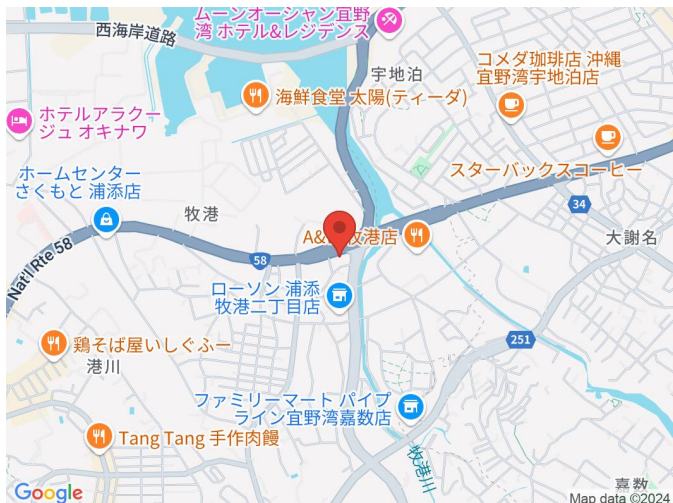 ムーンオーシャン宜野
湾 ホテル&レジデンス
西海岸道路
宇地泊
コメダ珈琲店 沖縄
宜野湾宇地泊店
海鮮食堂 太陽(ティーダ)
ホテルアラクー
ジュ オキナワ
スターバックスコーヒー
ホームセンター
さくもと 浦添店
牧港
34
大謝名
A&
牧港店
58
Nat'l Rte 58
ローソン 浦添
牧港二丁目店
251
鶏そば屋いしぐふー
港川
ファミリーマート パイプ
ライン宜野湾嘉数店
Tang Tang 手作肉饅
牧港川
嘉数
Google
Map data ©2024